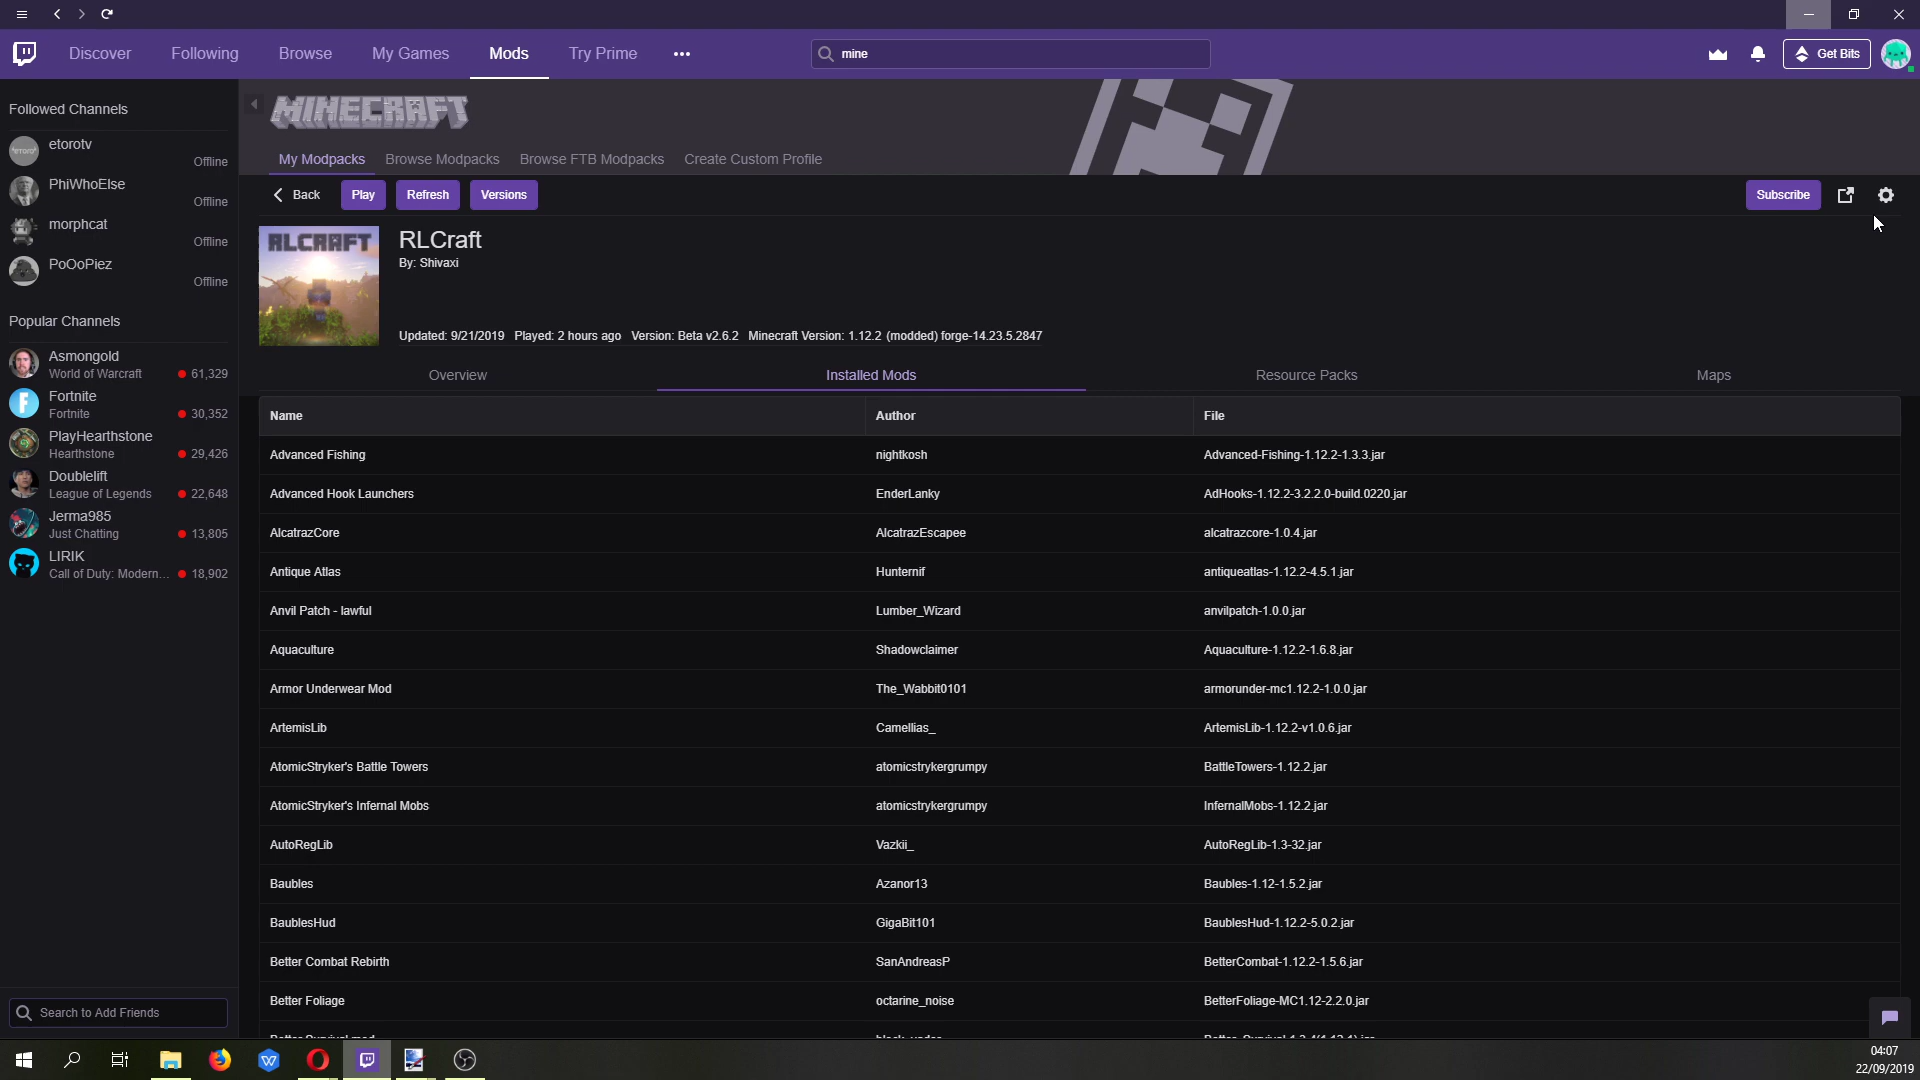 Discover
Following
Browse
My Games
Mods
Try Prime
mine
Get Bits
Followed Channels
etorotv
Offline
PhiWhoElse
Offline
morphcat
Offline
PoOoPiez
Offline
Popular Channels
Asmongold
World of Warcraft 61,329
Fortnite
Fortnite 30,352
PlayHearthstone
Hearthstone 29,426
Doublelift
League of Legends 22,648
Jerma985
Just Chatting 13,805
LIRIK
Call of Duty: Modern... 18,902
Search to Add Friends
MINECRAFT
My Modpacks Browse Modpacks Browse FTB Modpacks Create Custom Profile
Back Play Refresh Versions Subscribe
RLCRAFT
RLCraft
By: Shivaxi
Updated: 9/21/2019 Played: 2 hours ago Version: Beta v2.6.2 Minecraft Version: 1.12.2 (modded) forge-14.23.5.2847
Overview Installed Mods Resource Packs Maps
Name Author File
Advanced Fishing nightkosh Advanced-Fishing-1.12.2-1.3.3.jar
Advanced Hook Launchers EnderLanky AdHooks-1.12.2-3.2.2.0-build.0220.jar
AlcatrazCore AlcatrazEscapee alcatrazcore-1.0.4.jar
Antique Atlas Hunternif antiqueatlas-1.12.2-4.5.1.jar
Anvil Patch - lawful Lumber_Wizard anvilpatch-1.0.0.jar
Aquaculture Shadowclaimer Aquaculture-1.12.2-1.6.8.jar
Armor Underwear Mod The_Wabbit0101 armorunder-mc1.12.2-1.0.0.jar
ArtemisLib Camellias_ ArtemisLib-1.12.2-v1.0.6.jar
AtomicStryker's Battle Towers atomicstrykergrumpy BattleTowers-1.12.2.jar
AtomicStryker's Infernal Mobs atomicstrykergrumpy InfernalMobs-1.12.2.jar
AutoRegLib Vazkii_ AutoRegLib-1.3-32.jar
Baubles Azanor13 Baubles-1.12-1.5.2.jar
BaublesHud GigaBit101 BaublesHud-1.12.2-5.0.2.jar
Better Combat Rebirth SanAndreasP BetterCombat-1.12.2-1.5.6.jar
Better Foliage octarine_noise BetterFoliage-MC1.12-2.2.0.jar
04:07
22/09/2019